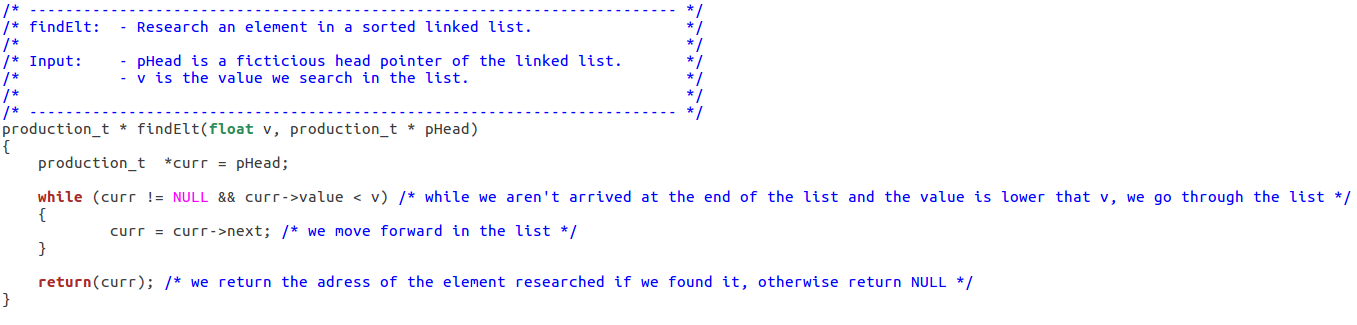 /* ------------------------------------------------------------------------ */
/* findElt:  - Research an element in a sorted linked list.                 */
/*                                                                          */
/* Input:    - pHead is a ficticious head pointer of the linked list.       */
/*           - v is the value we search in the list.                        */
/*                                                                          */
/* ------------------------------------------------------------------------ */
production_t * findElt(float v, production_t * pHead)
{
    production_t  *curr = pHead;
    while (curr != NULL && curr->value < v) /* while we aren't arrived at the end of the list and the value is lower that v, we go through the list */
    {
            curr = curr->next; /* we move forward in the list */
    }
    return(curr); /* we return the adress of the element researched if we found it, otherwise return NULL */
}